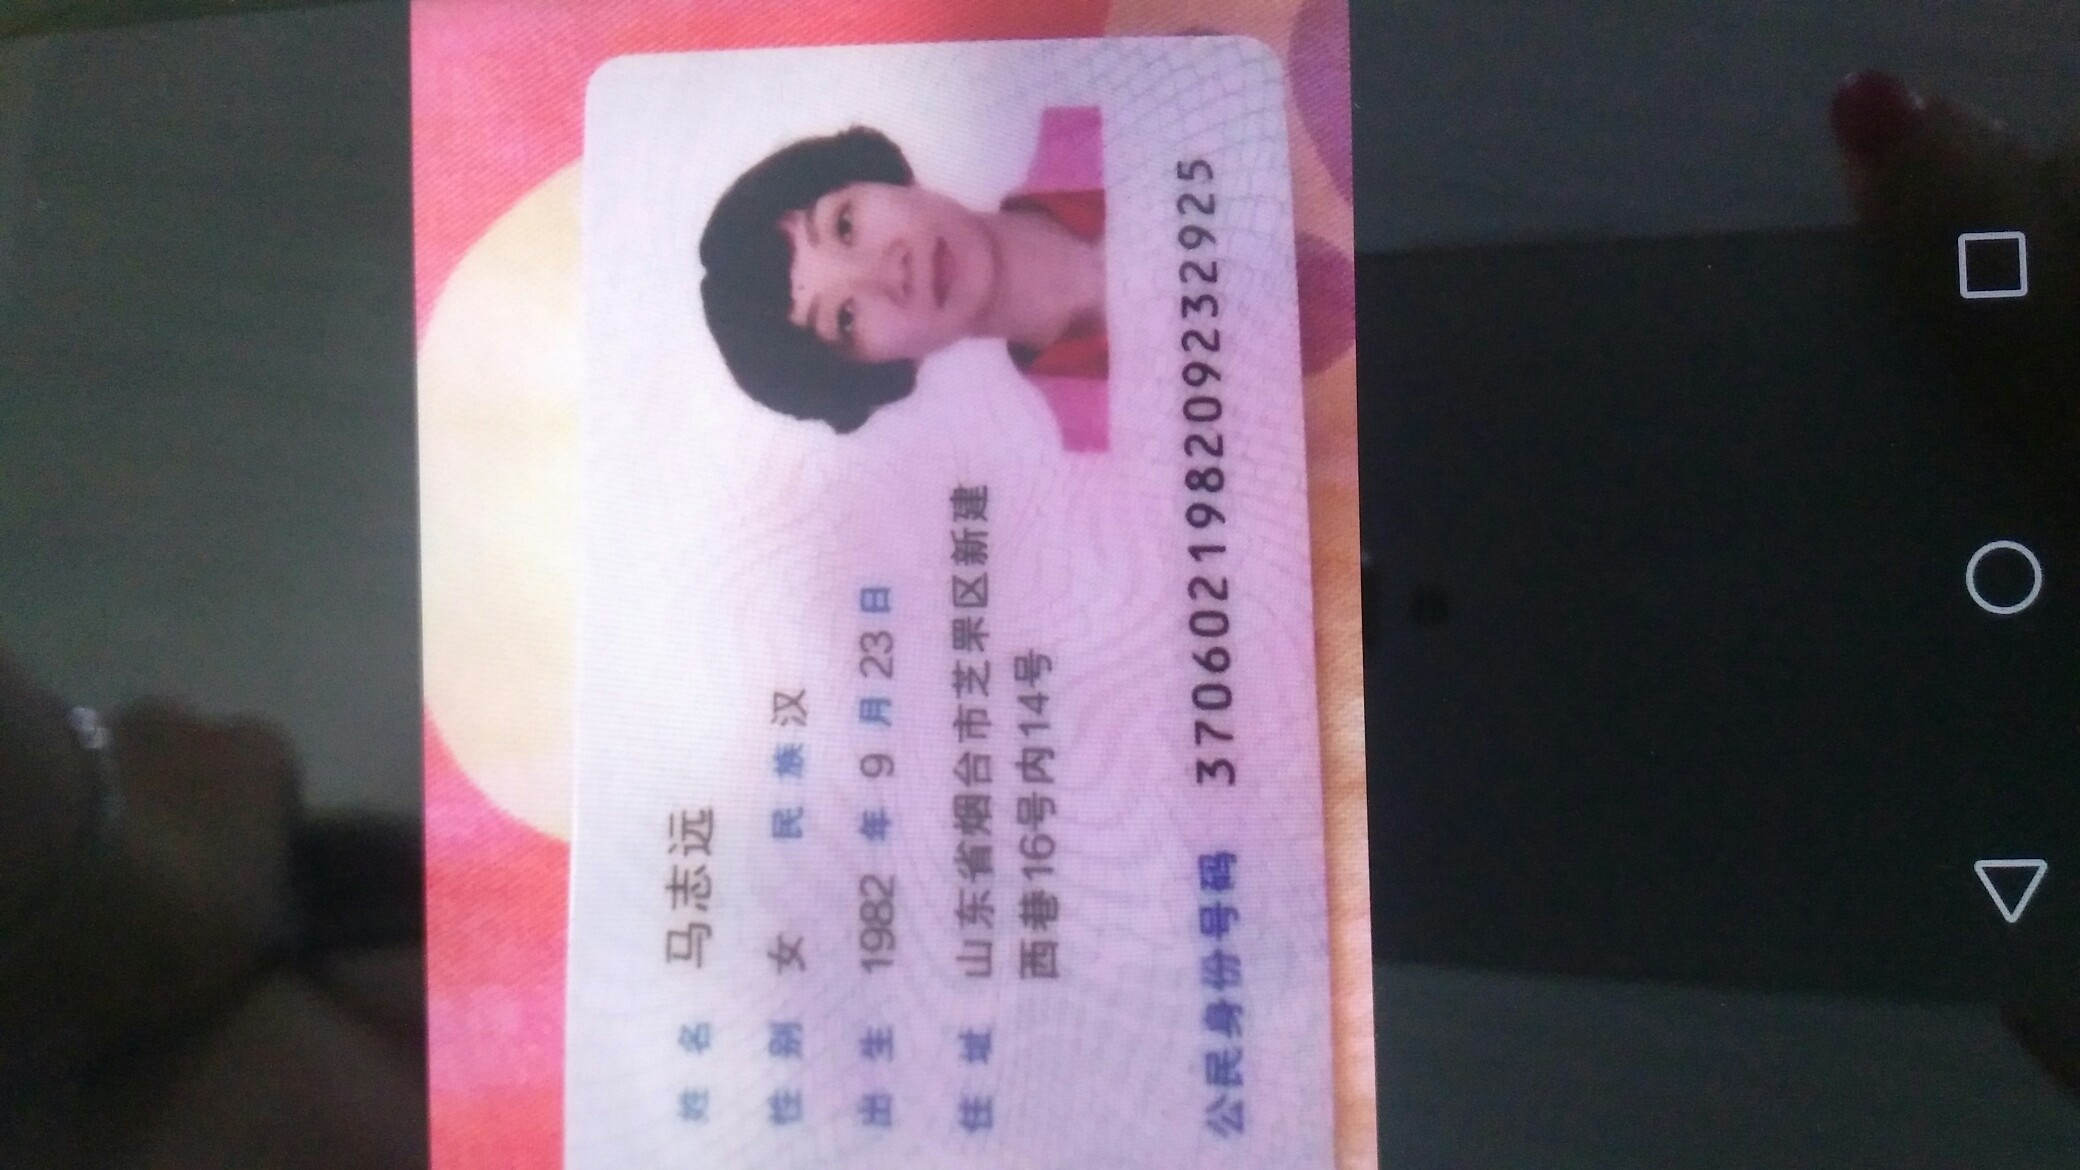 姓名 马志远
性别 女 民族 汉
出生 1982 年 9 月 23 日
住址 山东省烟台市芝罘区新建
西巷16号内14号
公民身份号码 370602198209232925